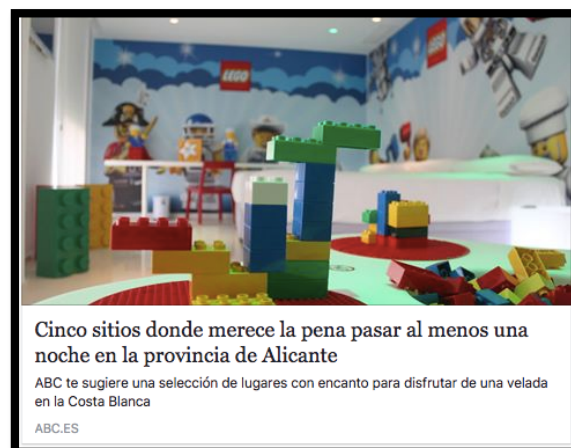 LEGO
LEGO
Cinco sitios donde merece la pena pasar al menos una
noche en la provincia de Alicante
ABC te sugiere una selección de lugares con encanto para disfrutar de una velada
en la Costa Blanca
ABC.ES